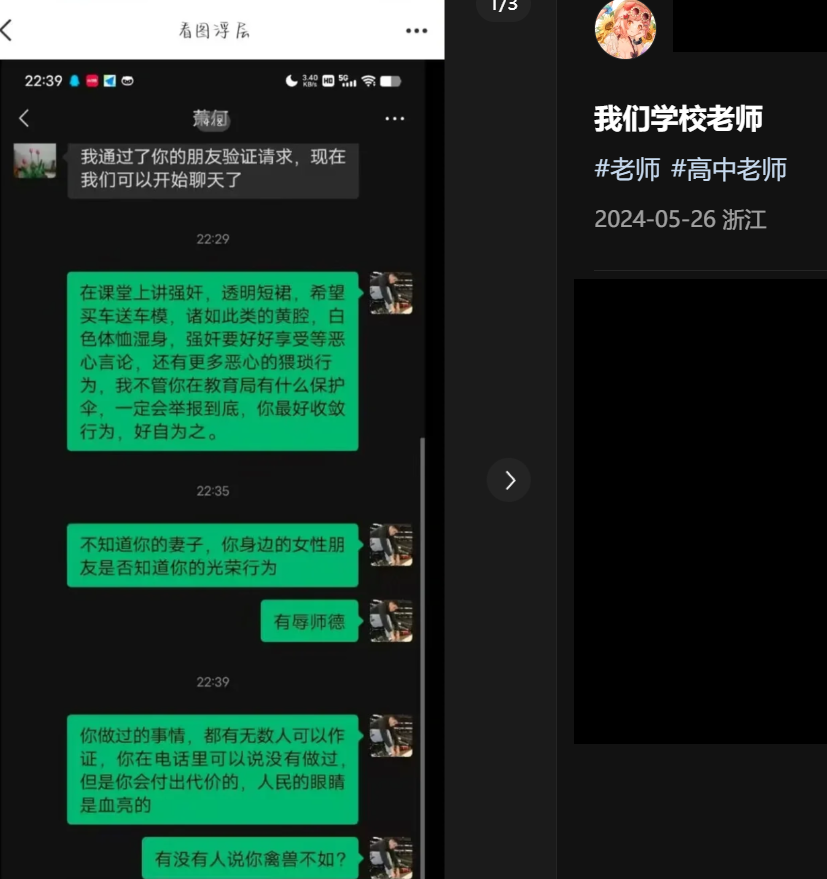 看图浮层
22:39
3.40
KB/s
HD
5G
我通过了你的朋友验证请求，现在
我们可以开始聊天了
22:29
在课堂上讲强奸，透明短裙，希望
买车送车模，诸如此类的黄腔，白
色体恤湿身，强奸要好好享受等恶
心言论，还有更多恶心的猥琐行
为，我不管你在教育局有什么保护
伞，一定会举报到底，你最好收敛
行为，好自为之。
22:35
不知道你的妻子，你身边的女性朋
友是否知道你的光荣行为
有辱师德
22:39
你做过的事情，都有无数人可以作
证，你在电话里可以说没有做过，
但是你会付出代价的，人民的眼睛
是血亮的
有没有人说你禽兽不如？
1/3
我们学校老师
#老师 #高中老师
2024-05-26 浙江